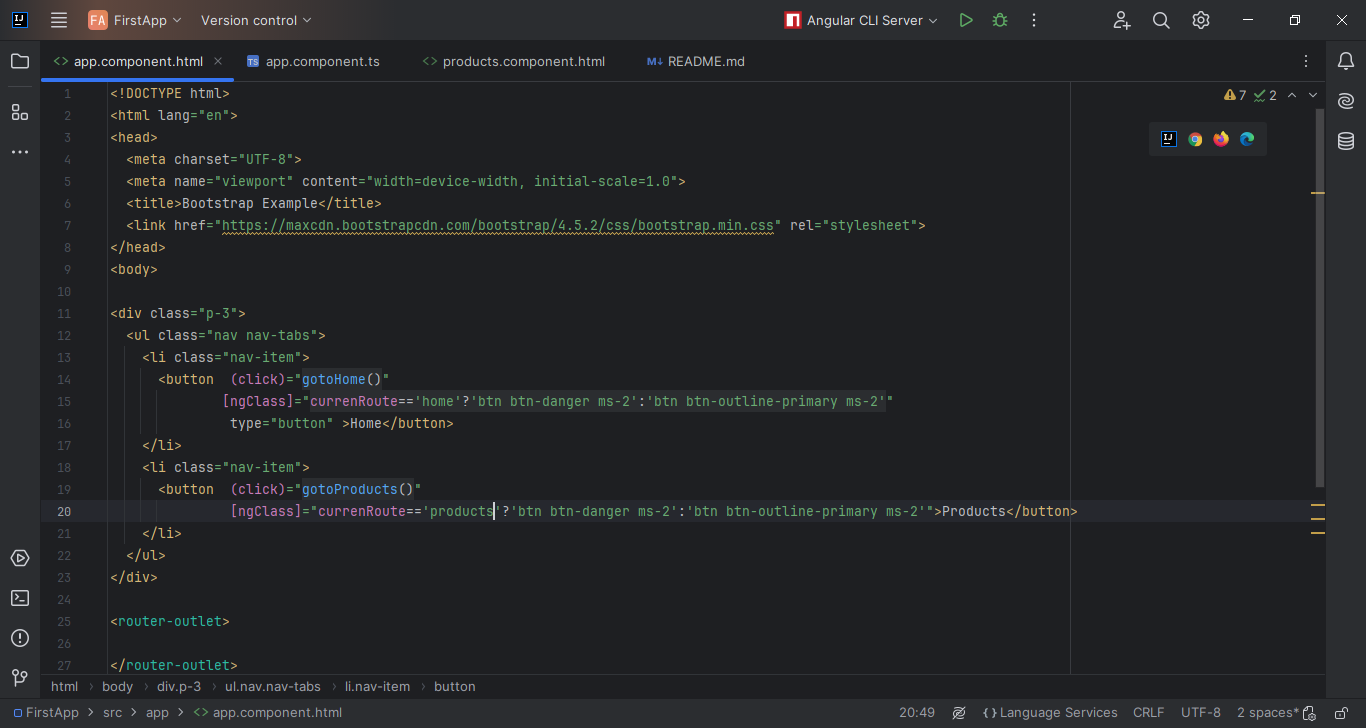 IJ FA FirstApp Version control Angular CLI Server
app.component.html TS app.component.ts products.component.html M↓ README.md
7 2
1 <!DOCTYPE html>
2 <html lang="en">
3 <head>
4 <meta charset="UTF-8">
5 <meta name="viewport" content="width=device-width, initial-scale=1.0">
6 <title>Bootstrap Example</title>
7 <link href="https://maxcdn.bootstrapcdn.com/bootstrap/4.5.2/css/bootstrap.min.css" rel="stylesheet">
8 </head>
9 <body>
10
11 <div class="p-3">
12 <ul class="nav nav-tabs">
13 <li class="nav-item">
14 <button (click)="gotoHome()"
15 [ngClass]="currenRoute=='home'?'btn btn-danger ms-2':'btn btn-outline-primary ms-2'"
16 type="button" >Home</button>
17 </li>
18 <li class="nav-item">
19 <button (click)="gotoProducts()"
20 [ngClass]="currenRoute=='products'?'btn btn-danger ms-2':'btn btn-outline-primary ms-2'">Products</button>
21 </li>
22 </ul>
23 </div>
24
25 <router-outlet>
26
27 </router-outlet>
html › body › div.p-3 › ul.nav.nav-tabs › li.nav-item › button
FirstApp > src > app > <> app.component.html 20:49 {} Language Services CRLF UTF-8 2 spaces*